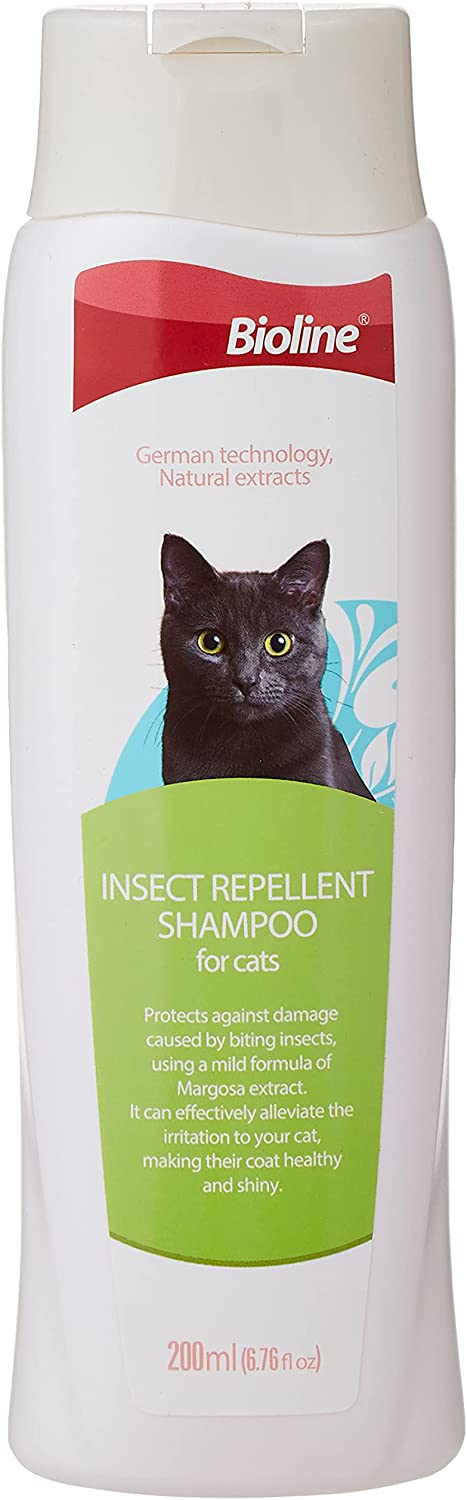 Bioline®
German technology,
Natural extracts
INSECT REPELLENT
SHAMPOO
for cats
Protects against damage
caused by biting insects,
using a mild formula of
Margosa extract.
It can effectively alleviate the
irritation to your cat,
making their coat healthy
and shiny.
200ml (6.76 fl oz)